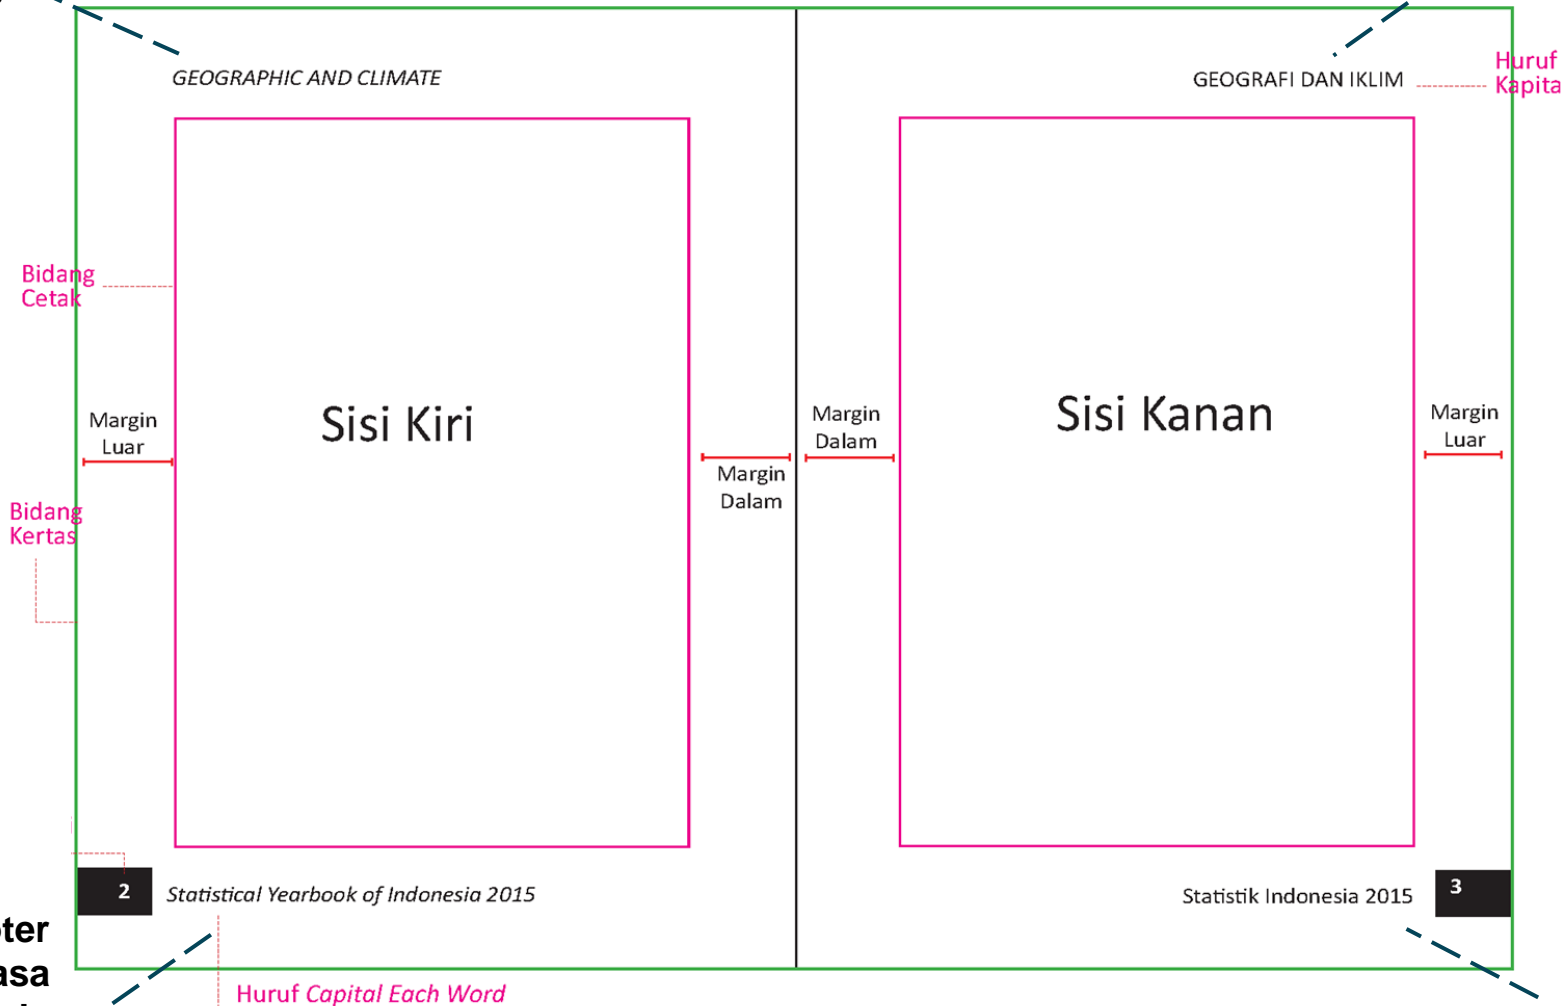 GEOGRAPHIC AND CLIMATE
GEOGRAFI DAN IKLIM
Huruf
Kapita
Bidang
Cetak
Sisi Kiri
Sisi Kanan
Margin
Luar
Margin
Dalam
Margin
Dalam
Margin
Luar
Bidang
Kertas
2
Statistical Yearbook of Indonesia 2015
Statistik Indonesia 2015
3
Huruf Capital Each Word